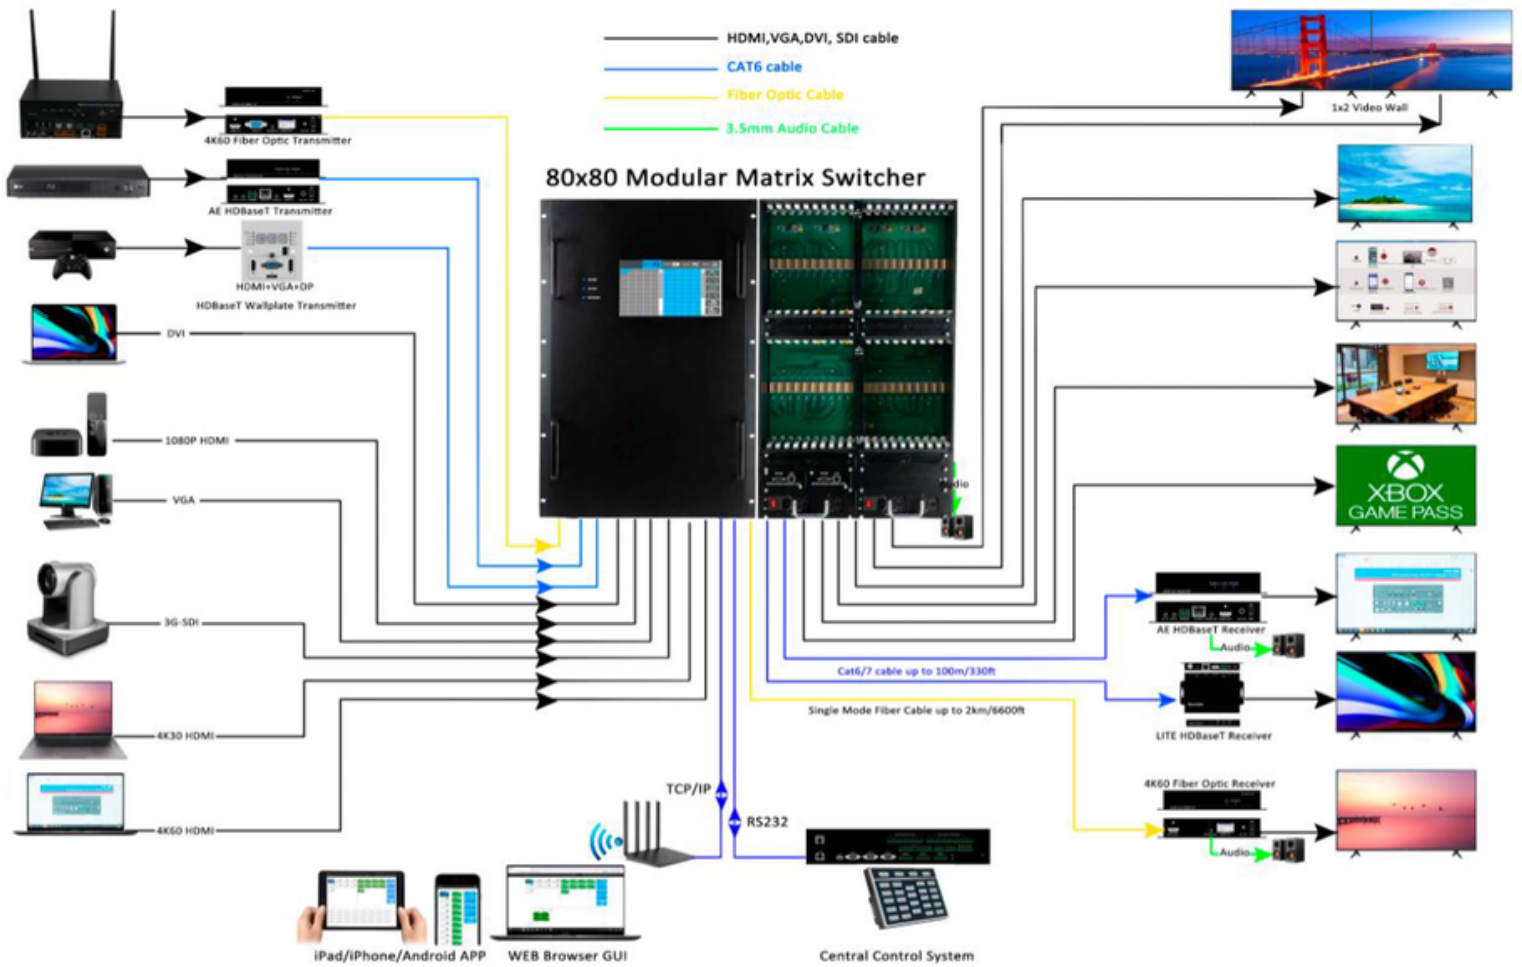 HDMI,VGA,DVI, SDI cable
CAT6 cable
Fiber Optic Cable
3.5mm Audio Cable
1x2 Video Wall
4K60 Fiber Optic Transmitter
80x80 Modular Matrix Switcher
AE HDBaseT Transmitter
HDMI+VGA+DP
HDBaseT Wallplate Transmitter
DVI
1080P HDMI
VGA
XBOX
GAME PASS
3G-SDI
AE HDBaseT Receiver
Audio
Cat6/7 cable up to 100m/330ft
Single Mode Fiber Cable up to 2km/6600ft
LITE HDBaseT Receiver
4K30 HDMI
4K60 Fiber Optic Receiver
TCP/IP
RS232
4K60 HDMI
Audio
iPad/iPhone/Android APP
WEB Browser GUI
Central Control System